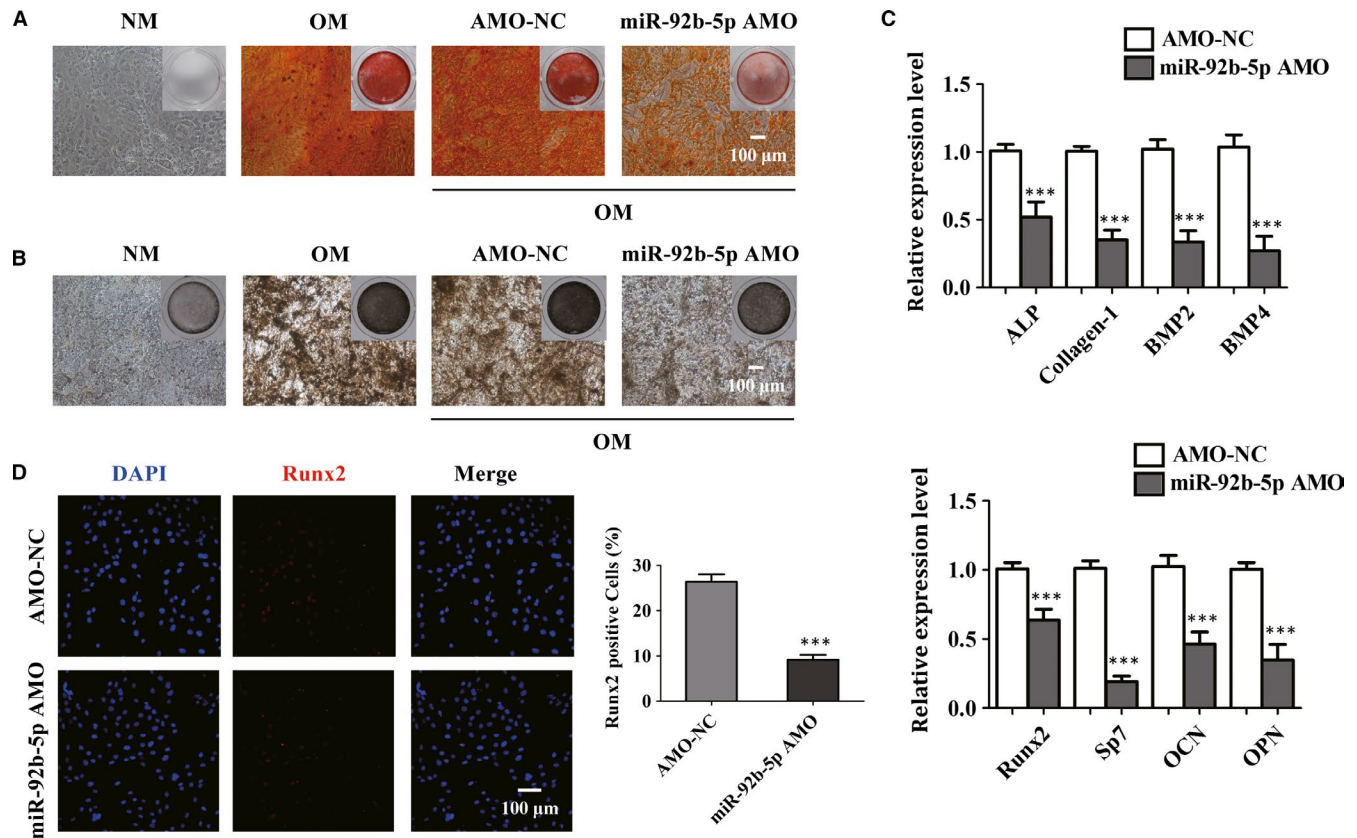 A
NM
OM
AMO-NC
miR-92b-5p AMO
100 µm
OM
B
NM
OM
AMO-NC
miR-92b-5p AMO
100 µm
OM
C
AMO-NC
miR-92b-5p AMO
Relative expression level
1.5
1.0
0.5
0.0
***
***
***
***
ALP
Collagen-1
BMP2
BMP4
AMO-NC
miR-92b-5p AMO
Relative expression level
1.5
1.0
0.5
0.0
***
***
***
***
Runx2
Sp7
OCN
OPN
D
DAPI
Runx2
Merge
AMO-NC
miR-92b-5p AMO
100 µm
Runx2 positive Cells (%)
30
20
10
0
***
AMO-NC
miR-92b-5p AMO